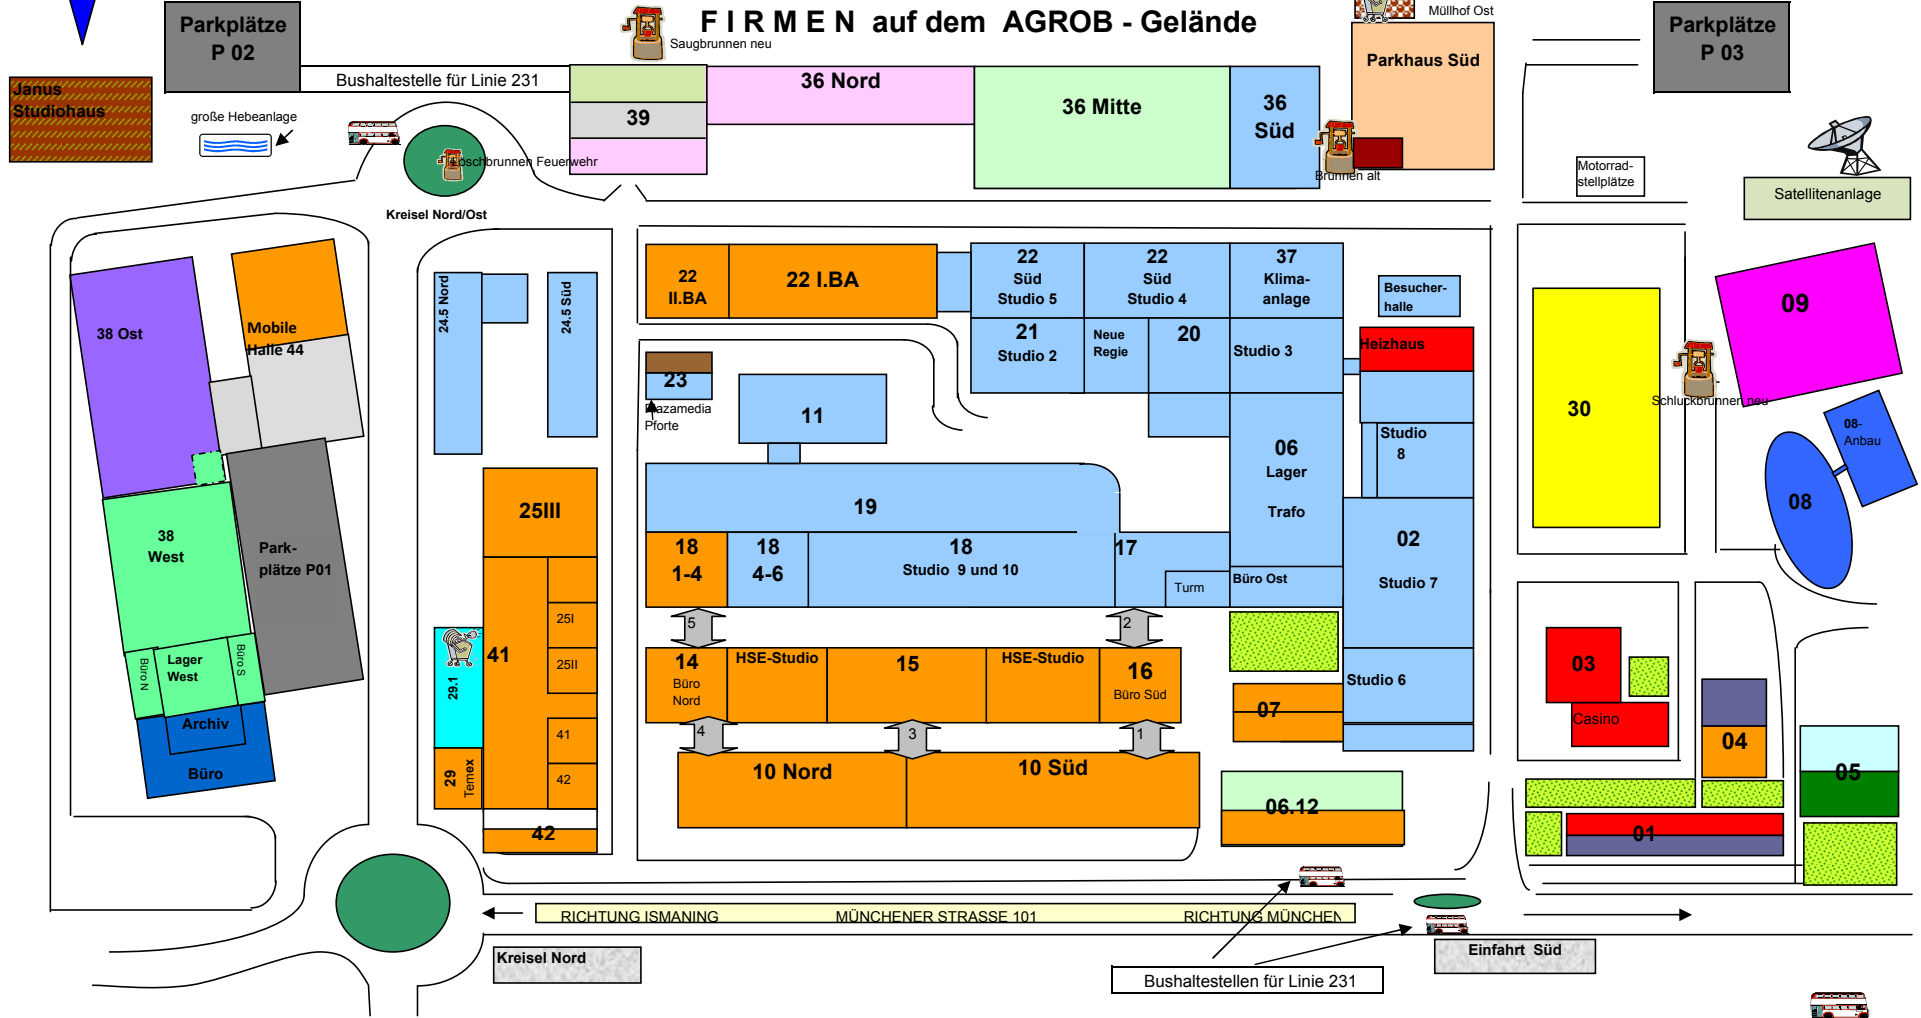 FIRMEN auf dem AGROB - Gelände
Parkplätze
P 02
Saugbrunnen neu
Müllhof Ost
Parkplätze
P 03
Bushaltestelle für Linie 231
Janus
Studiohaus
große Hebeanlage
Löschbrunnen Feuerwehr
Kreisel Nord/Ost
39
36 Nord
36 Mitte
36
Süd
Parkhaus Süd
Brunnen alt
Motorrad-
stellplätze
Satellitenanlage
38 Ost
Mobile
Halle 44
24.5 Nord
24.5 Süd
22
II.BA
22 I.BA
22
Süd
Studio 5
22
Süd
Studio 4
37
Klima-
anlage
Besucher-
halle
21
Studio 2
Neue
Regie
20
Studio 3
Heizhaus
23
Plazamedia
Pforte
11
06
Lager
Trafo
Studio
8
30
09
Schluckbrunnen neu
08-
Anbau
08
38
West
Park-
plätze P01
25III
19
18
1-4
18
4-6
18
Studio 9 und 10
17
Turm
Büro Ost
02
Studio 7
25I
25II
41
29.1
5
2
14
Büro
Nord
HSE-Studio
15
HSE-Studio
16
Büro Süd
Studio 6
07
03
Casino
04
05
Büro N
Lager
West
Büro S
Archiv
Büro
29
Temex
41
42
42
4
3
1
10 Nord
10 Süd
06.12
01
RICHTUNG ISMANING
MÜNCHENER STRASSE 101
RICHTUNG MÜNCHEN
Kreisel Nord
Einfahrt Süd
Bushaltestellen für Linie 231